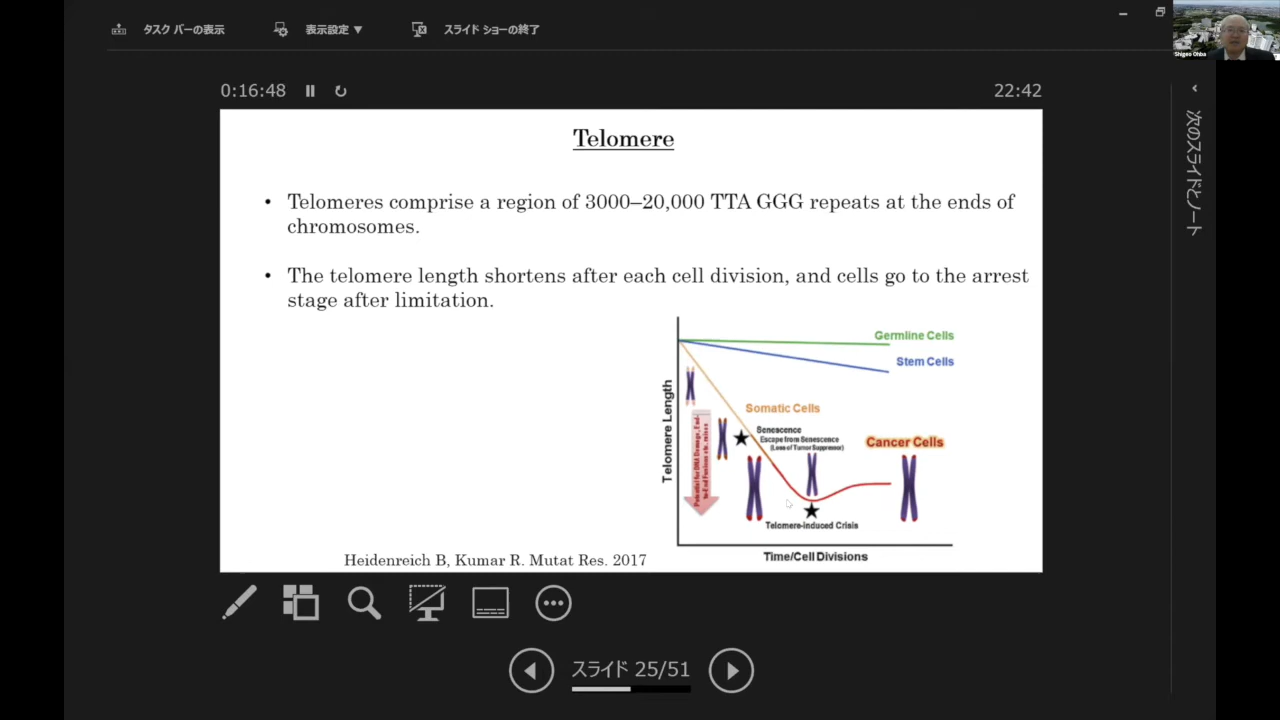 タスク バーの表示
表示設定 ▼
スライド ショーの終了
Shigeo Ohba
0:16:48
22:42
次のスライドとノート
Telomere
• Telomeres comprise a region of 3000–20,000 TTA GGG repeats at the ends of
chromosomes.
• The telomere length shortens after each cell division, and cells go to the arrest
stage after limitation.
Germline Cells
Stem Cells
Somatic Cells
Senescence
Escape from Senescence
(Loss of Tumor Suppressor)
Cancer Cells
Telomere Length
Potential for DNA Damage, End-
Telomere-induced Crisis
Time/Cell Divisions
Heidenreich B, Kumar R. Mutat Res. 2017
スライド 25/51